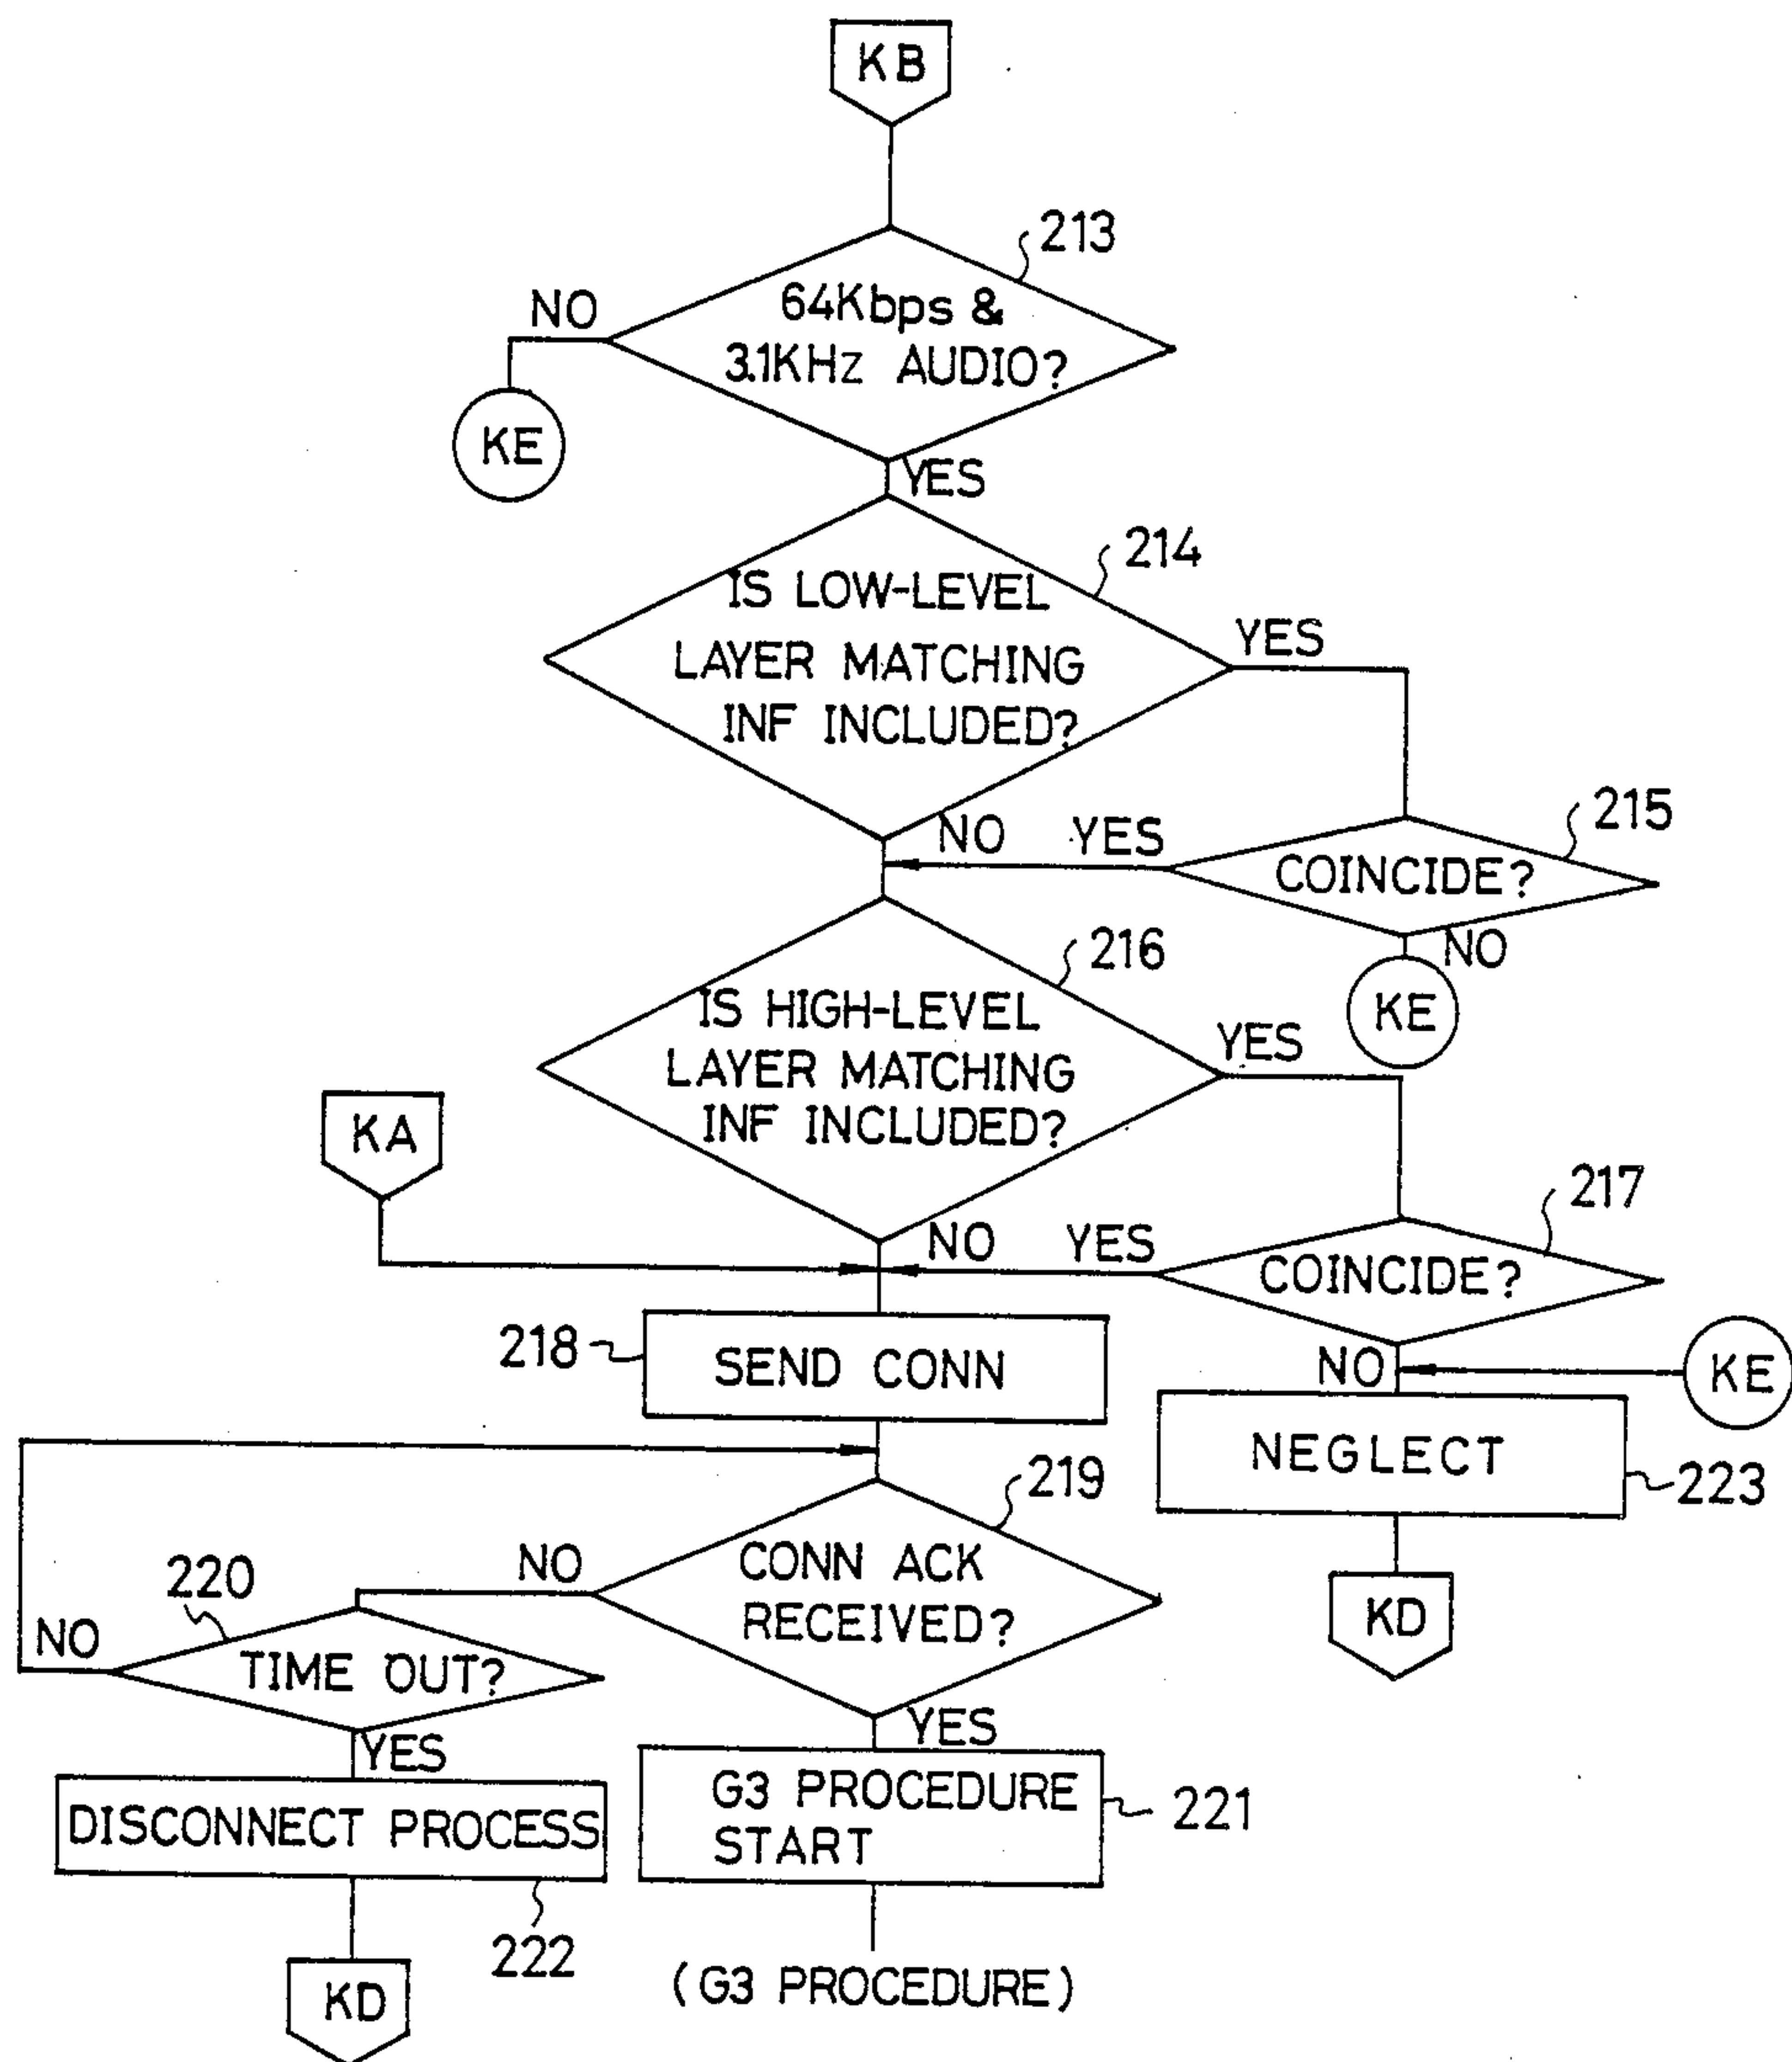 KB
213
64Kbps &
3.1KHz AUDIO?
NO
KE
YES
214
IS LOW-LEVEL
LAYER MATCHING
INF INCLUDED?
YES
215
NO
YES
COINCIDE?
NO
KE
216
IS HIGH-LEVEL
LAYER MATCHING
INF INCLUDED?
YES
KA
217
NO
YES
COINCIDE?
218
SEND CONN
NO
KE
NEGLECT
223
KD
219
CONN ACK
RECEIVED?
NO
220
NO
TIME OUT?
YES
YES
DISCONNECT PROCESS
G3 PROCEDURE
START
221
222
KD
(G3 PROCEDURE)